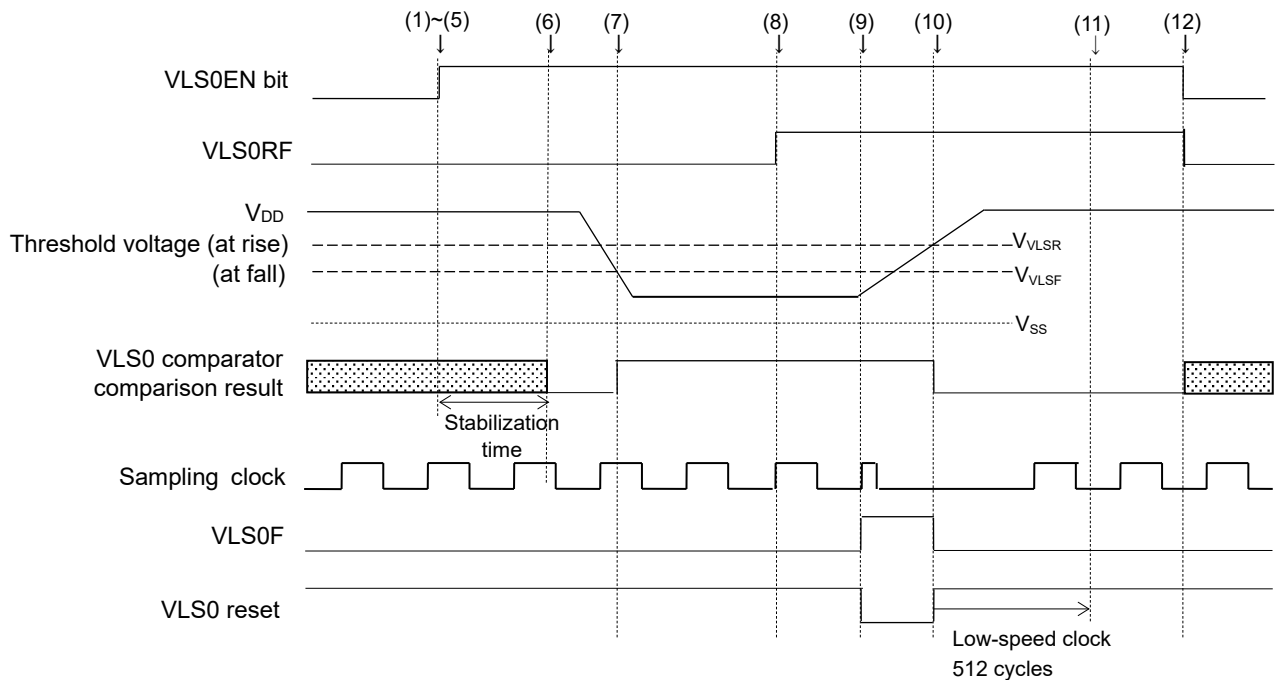 (1)~(5) (6) (7) (8) (9) (10) (11) (12)
VLS0EN bit
VLS0RF
VDD
Threshold voltage (at rise)
VVLSR
(at fall)
VVLSF
VSS
VLS0 comparator
comparison result
Stabilization
time
Sampling clock
VLS0F
VLS0 reset
Low-speed clock
512 cycles